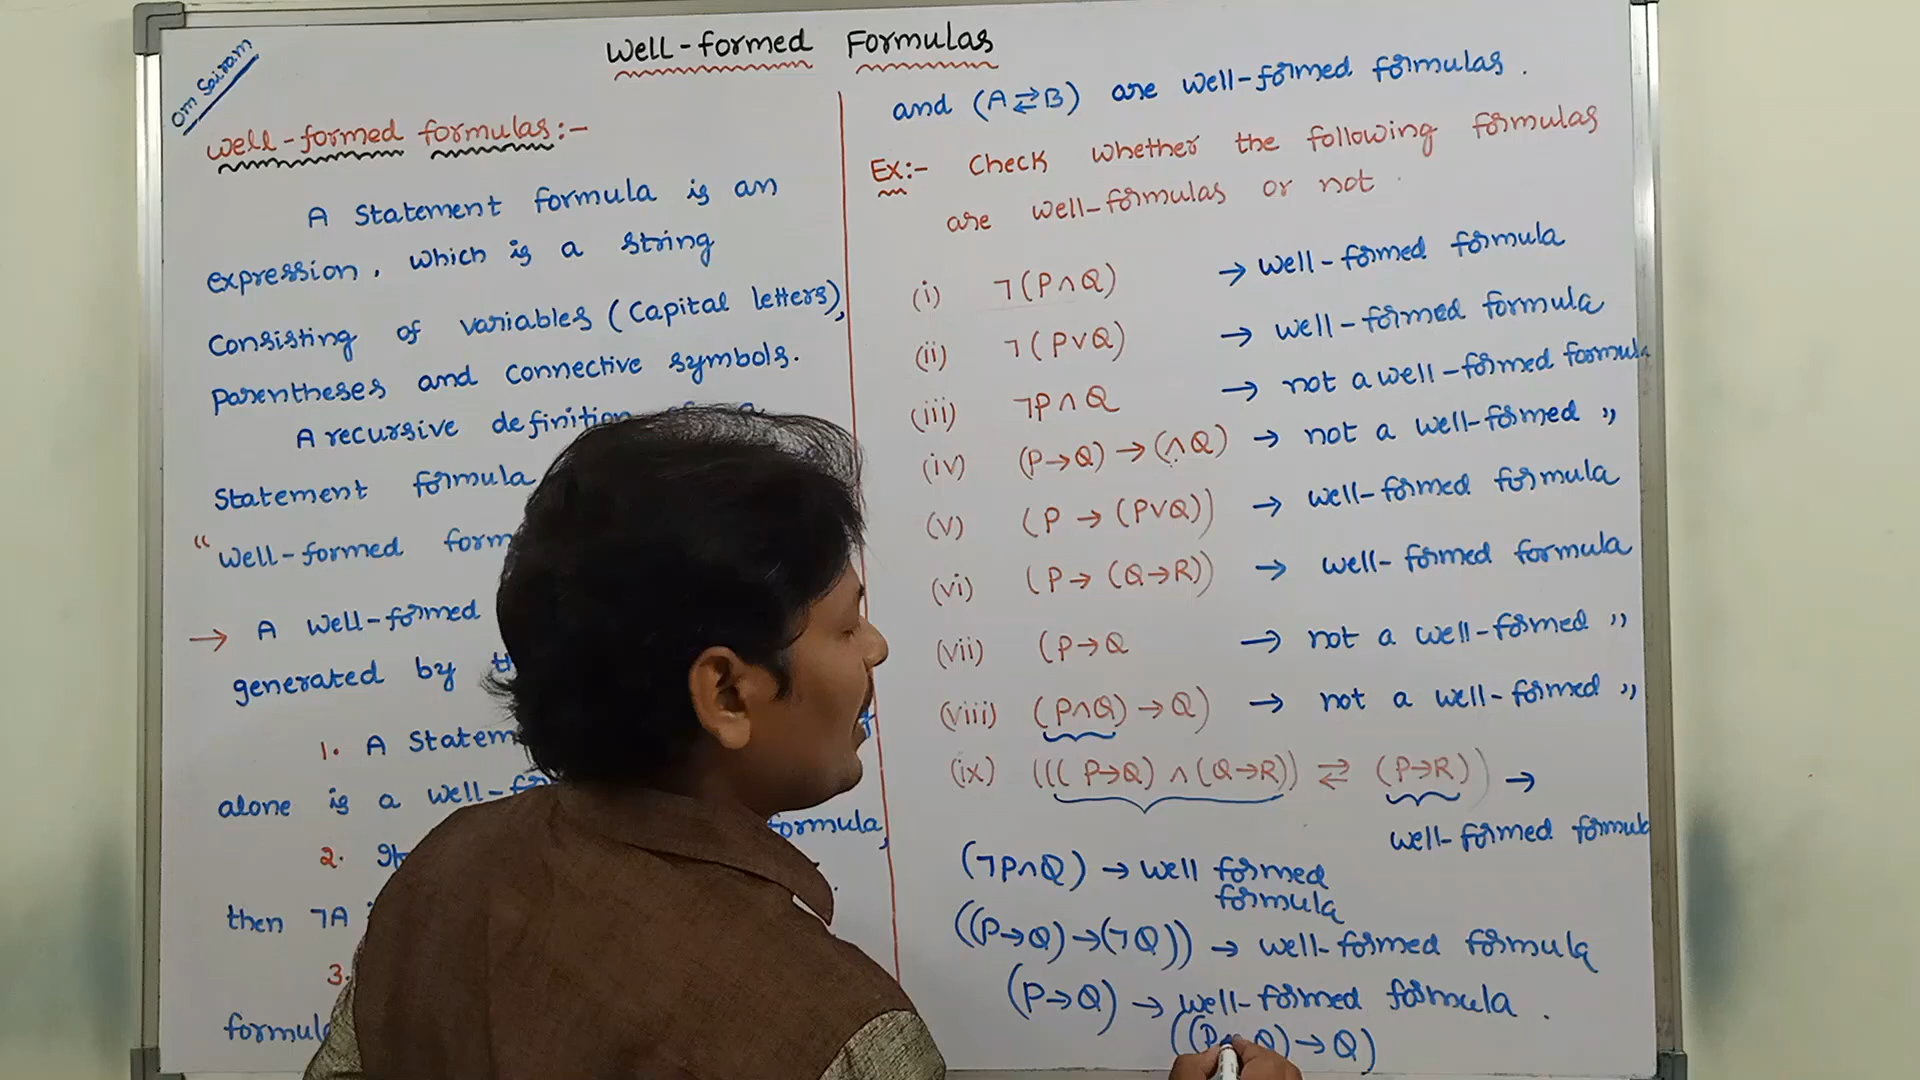 Well-formed Formulas
Om Sairam
well-formed formulas:-
A Statement formula is an
expression, which is a string
Consisting of variables (Capital letters),
parentheses and connective symbols.
A recursive definition
Statement formula
"Well-formed form
→ A Well-formed
generated by
1. A Statem
alone is a well-
formula,
2.
then ¬A
3.
formul
and (A⇄B) are well-formed formulas.
Ex:- Check whether the following formulas
are well-formulas or not.
(i) ¬(P∧Q) → well-formed formula
(ii) ¬(P∨Q) → well-formed formula
(iii) ¬P∧Q → not a well-formed formula
(iv) (P→Q)→(∧Q) → not a well-formed ,,
(v) (P→(P∨Q)) → well-formed formula
(vi) (P→(Q→R)) → well-formed formula
(vii) (P→Q → not a well-formed ,,
(viii) (P∧Q)→Q) → not a well-formed ,,
(ix) (((P→Q)∧(Q→R)) ⇄ (P→R)) →
well-formed formula
(¬P∧Q) → well formed
formula
((P→Q)→(¬Q)) → well-formed formula
(P→Q) → well-formed formula.
((P Q)→Q)